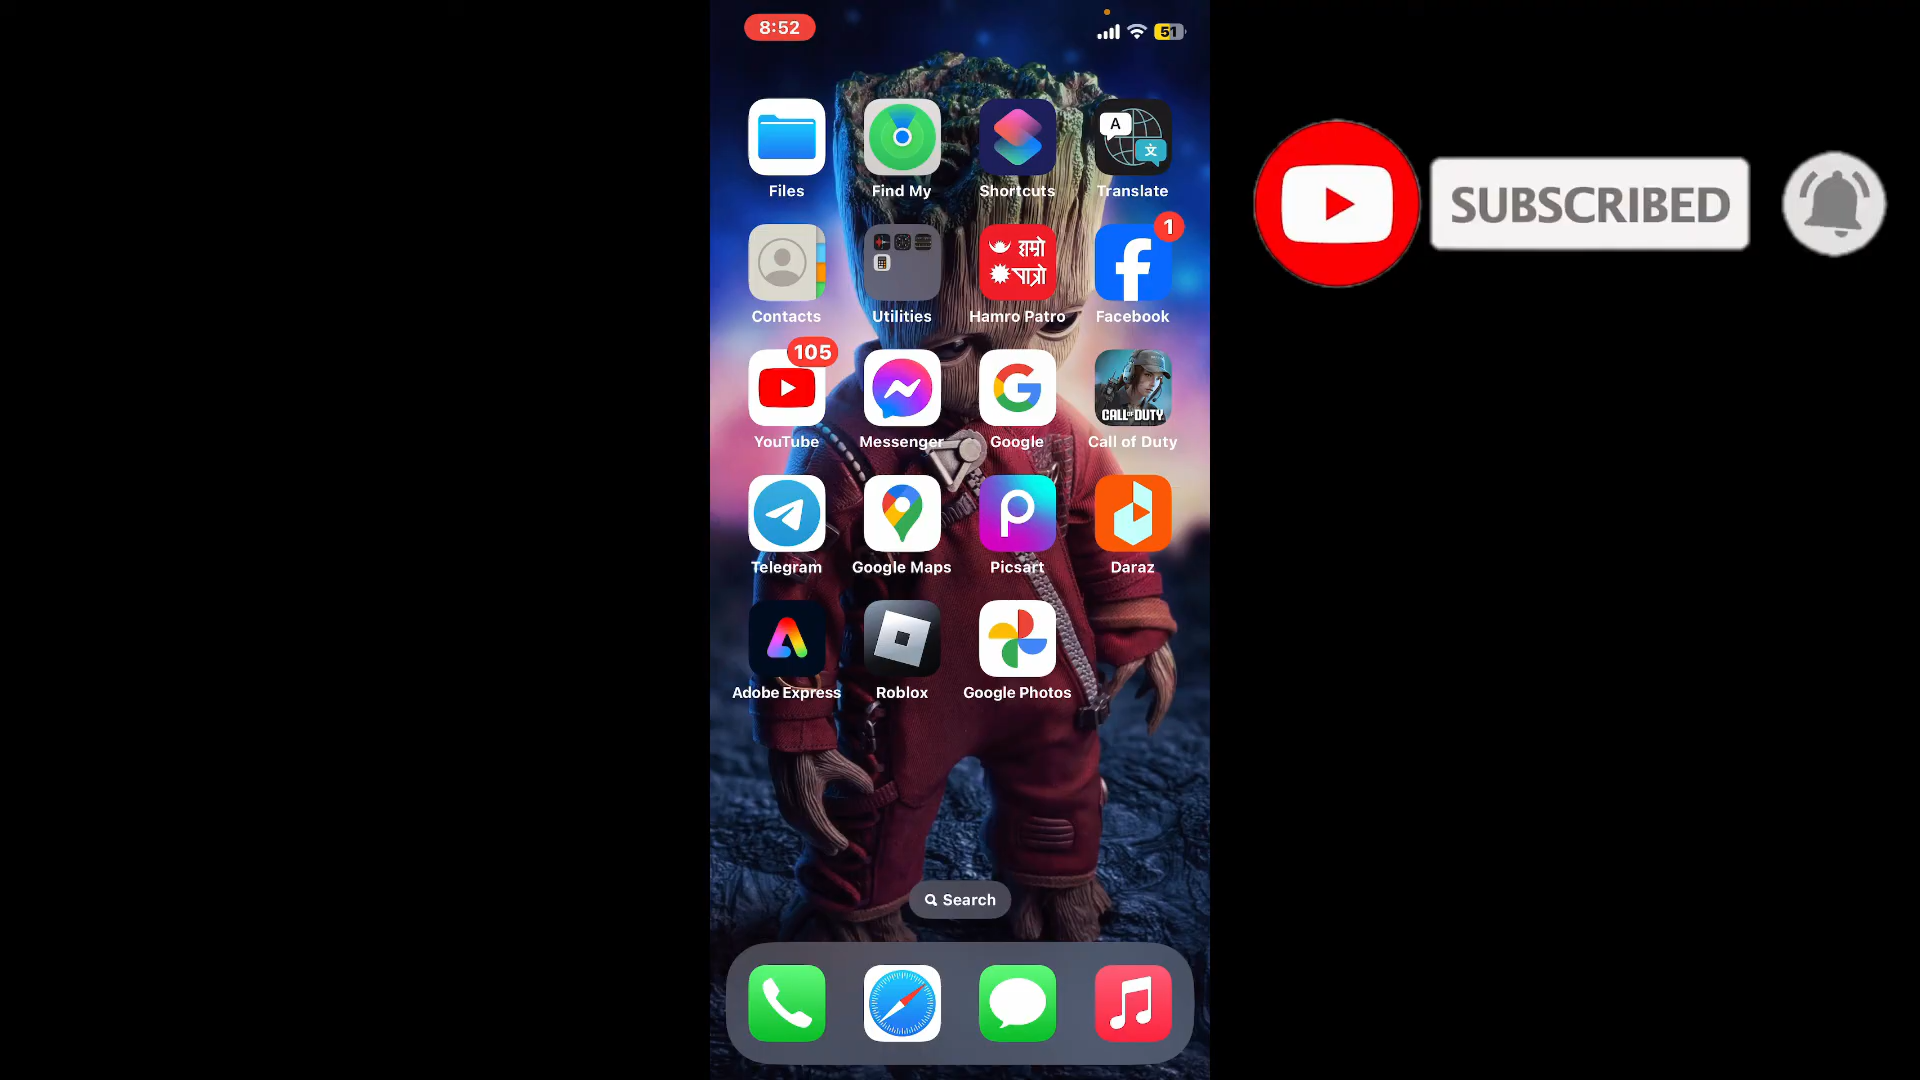 8:52
51
A
文
Files
Find My
Shortcuts
Translate
SUBSCRIBED
हाम्रो
पात्रो
1
Contacts
Utilities
Hamro Patro
Facebook
105
CALL OF DUTY
YouTube
Messenger
Google
Call of Duty
Telegram
Google Maps
Picsart
Daraz
Adobe Express
Roblox
Google Photos
Search